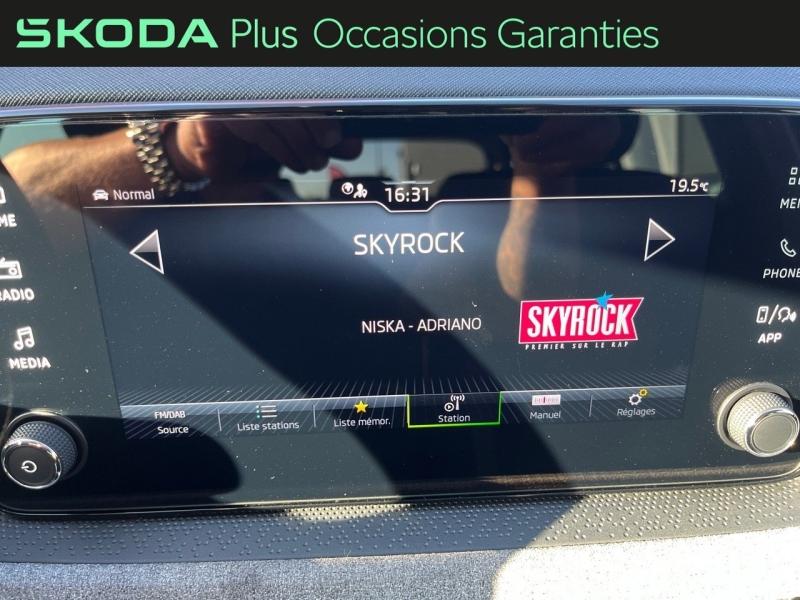 SKODA Plus Occasions Garanties
Normal 16:31 19.5°C
SKYROCK
NISKA - ADRIANO
SKYROCK
PREMIER SUR LE RAP
RADIO
MEDIA
PHONE
APP
FM/DAB
Source
Liste stations
Liste mémor.
Station
Manuel
Réglages